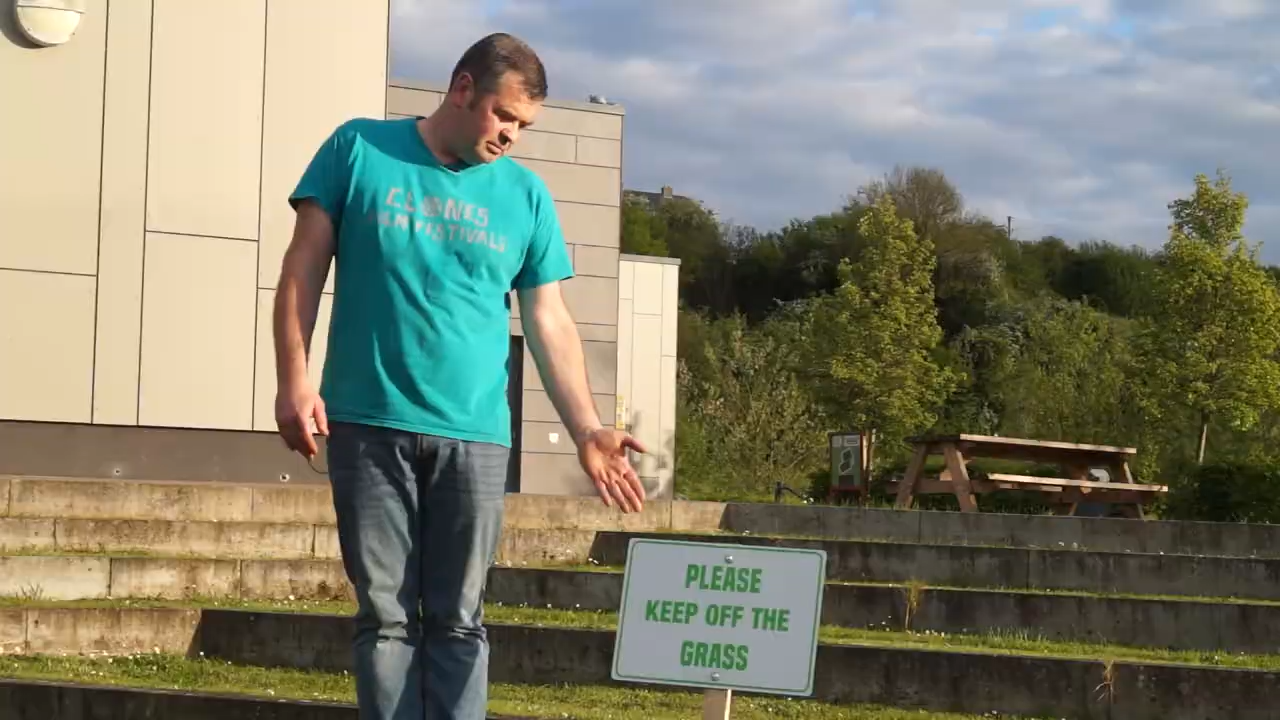 CLONES
FILM FESTIVALS
PLEASE
KEEP OFF THE
GRASS